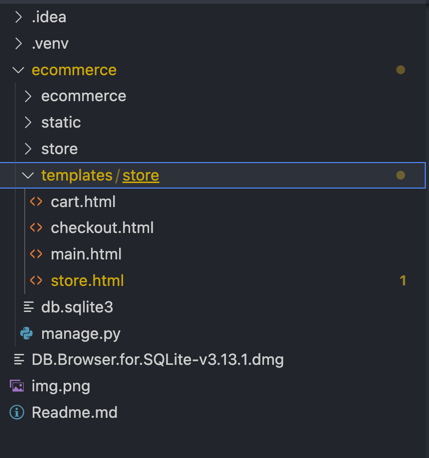 .idea
.venv
ecommerce
ecommerce
static
store
templates/store
cart.html
checkout.html
main.html
store.html 1
db.sqlite3
manage.py
DB.Browser.for.SQLite-v3.13.1.dmg
img.png
Readme.md